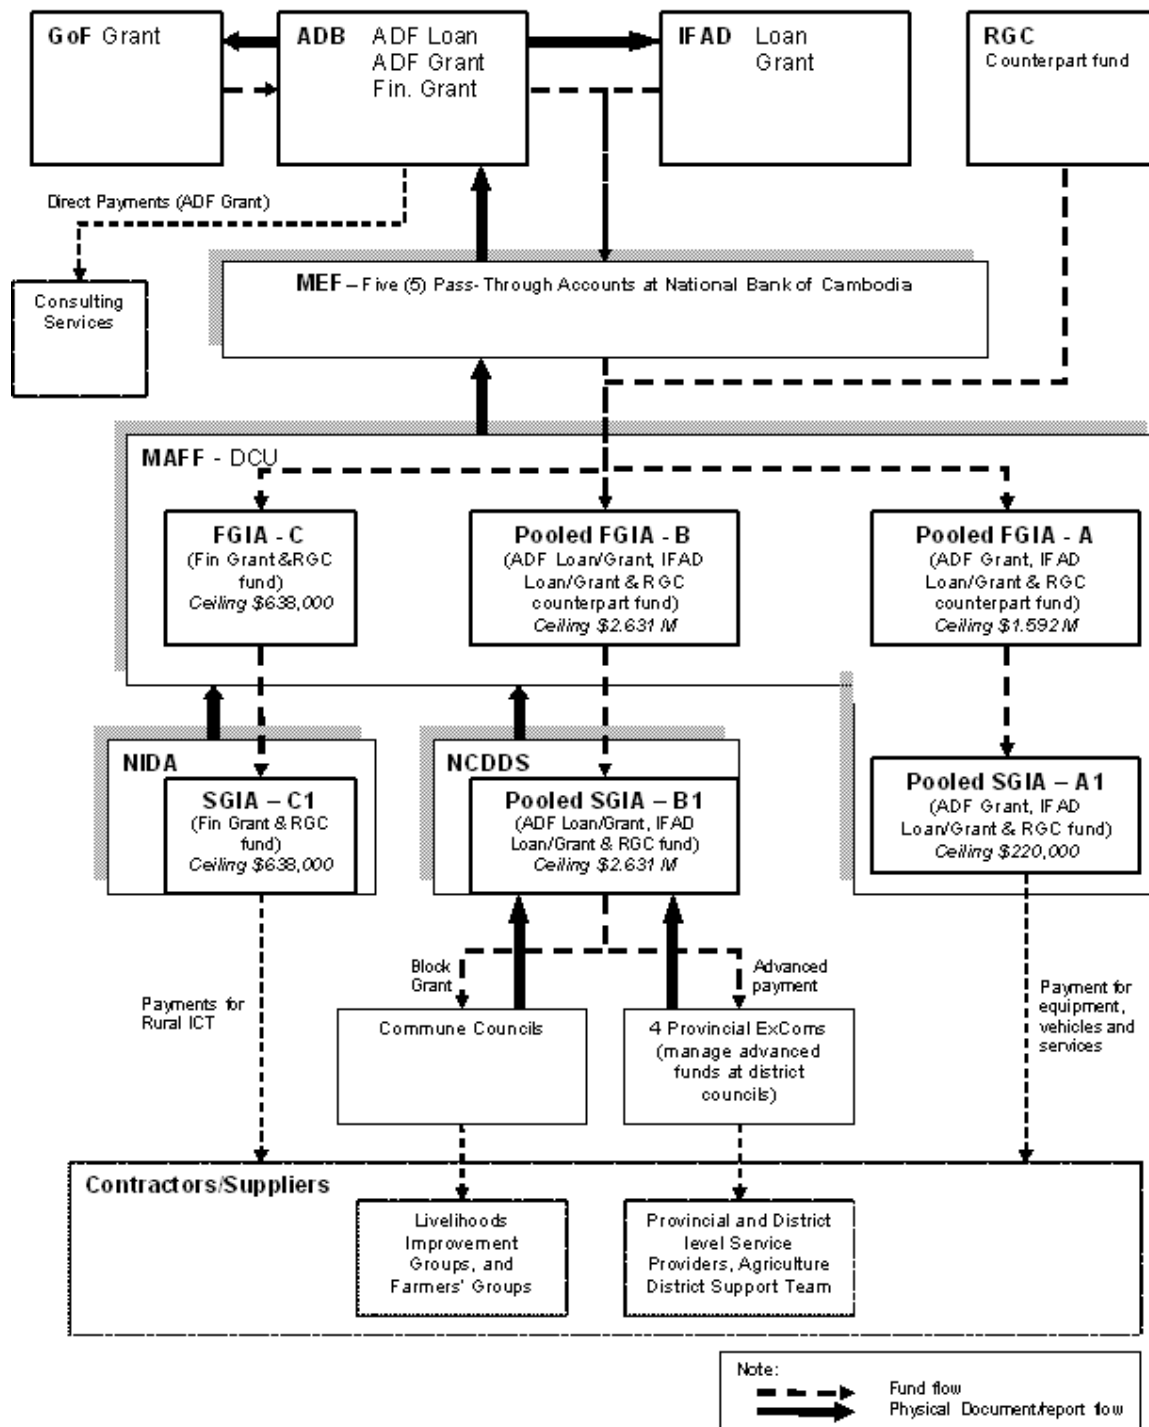 GoF Grant
ADB ADF Loan
ADF Grant
Fin. Grant
IFAD Loan
Grant
RGC
Counterpart fund
Direct Payments (ADF Grant)
Consulting
Services
MEF – Five (5) Pass-Through Accounts at National Bank of Cambodia
MAFF - DCU
FGIA - C
(Fin Grant &RGC
fund)
Ceiling $638,000
Pooled FGIA - B
(ADF Loan/Grant, IFAD
Loan/Grant & RGC
counterpart fund)
Ceiling $2.631 M
Pooled FGIA - A
(ADF Grant, IFAD
Loan/Grant & RGC
counterpart fund)
Ceiling $1.592 M
NIDA
SGIA – C1
(Fin Grant & RGC
fund)
Ceiling $638,000
NCDDS
Pooled SGIA – B1
(ADF Loan/Grant, IFAD
Loan/Grant & RGC fund)
Ceiling $2.631 M
Pooled SGIA – A1
(ADF Grant, IFAD
Loan/Grant & RGC fund)
Ceiling $220,000
Block
Grant
Advanced
payment
Payments for
Rural ICT
Payment for
equipment,
vehicles and
services
Commune Councils
4 Provincial ExComs
(manage advanced
funds at district
councils)
Contractors/Suppliers
Livelihoods
Improvement
Groups, and
Farmers' Groups
Provincial and District
level Service
Providers, Agriculture
District Support Team
Note:
Fund flow
Physical Document/report flow